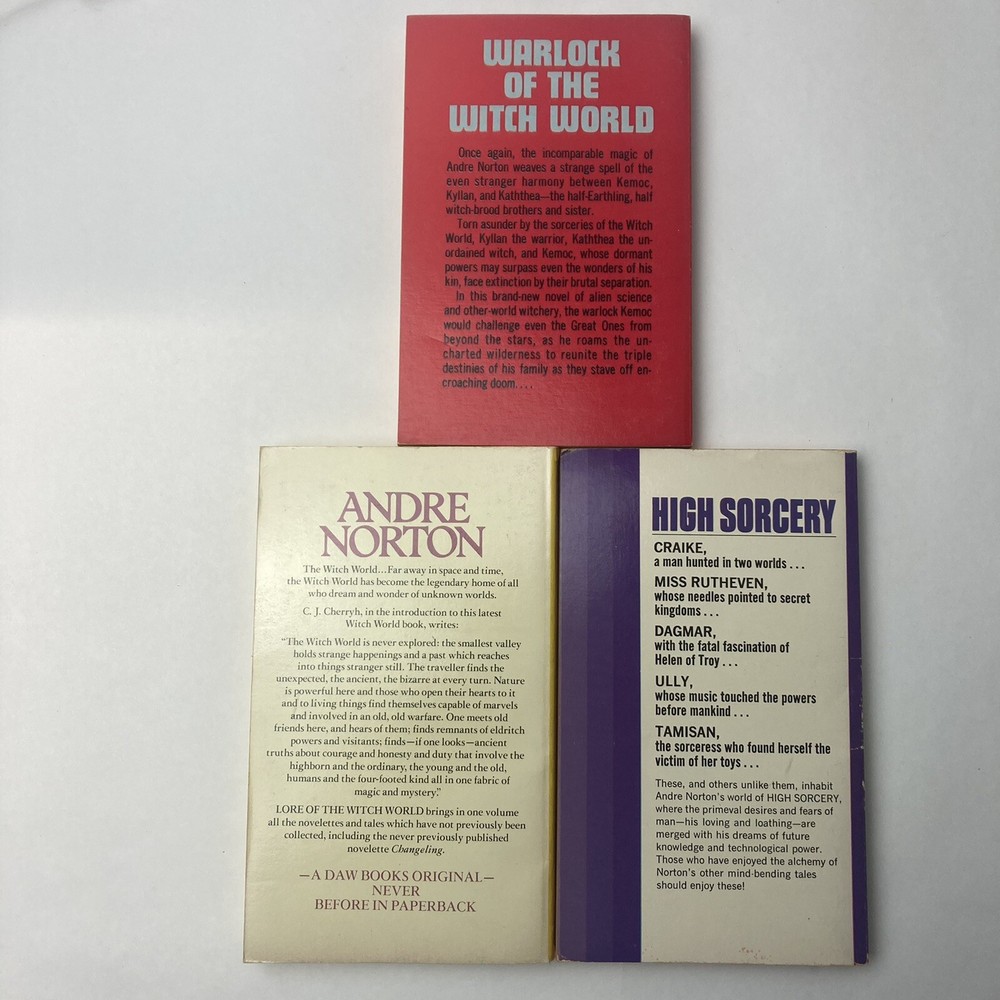 WARLOCK
OF THE
WITCH WORLD
Once again, the incomparable magic of
Andre Norton weaves a strange spell of the
even stranger harmony between Kemoc,
Kyllan, and Kaththea—the half-Earthling, half
witch-brood brothers and sister.
Torn asunder by the sorceries of the Witch
World, Kyllan the warrior, Kaththea the un-
ordained witch, and Kemoc, whose dormant
powers may surpass even the wonders of his
kin, face extinction by their brutal separation.
In this brand-new novel of alien science
and other-world witchery, the warlock Kemoc
would challenge even the Great Ones from
beyond the stars, as he roams the un-
charted wilderness to reunite the triple
destinies of his family as they stave off en-
croaching doom....
ANDRE
NORTON
The Witch World...Far away in space and time,
the Witch World has become the legendary home of all
who dream and wonder of unknown worlds.
C. J. Cherryh, in the introduction to this latest
Witch World book, writes:
"The Witch World is never explored: the smallest valley
holds strange happenings and a past which reaches
into things stranger still. The traveller finds the
unexpected, the ancient, the bizarre at every turn. Nature
is powerful here and those who open their hearts to it
and to living things find themselves capable of marvels
and involved in an old, old warfare. One meets old
friends here, and hears of them; finds remnants of eldritch
powers and visitants; finds—if one looks—ancient
truths about courage and honesty and duty that involve the
highborn and the ordinary, the young and the old,
humans and the four-footed kind all in one fabric of
magic and mystery."
LORE OF THE WITCH WORLD brings in one volume
all the novelettes and tales which have not previously been
collected, including the never previously published
novelette Changeling.
—A DAW BOOKS ORIGINAL—
NEVER
BEFORE IN PAPERBACK
HIGH SORCERY
CRAIKE,
a man hunted in two worlds...
MISS RUTHEVEN,
whose needles pointed to secret
kingdoms...
DAGMAR,
with the fatal fascination of
Helen of Troy...
ULLY,
whose music touched the powers
before mankind...
TAMISAN,
the sorceress who found herself the
victim of her toys...
These, and others unlike them, inhabit
Andre Norton's world of HIGH SORCERY,
where the primeval desires and fears of
man—his loving and loathing—are
merged with his dreams of future
knowledge and technological power.
Those who have enjoyed the alchemy of
Norton's other mind-bending tales
should enjoy these!